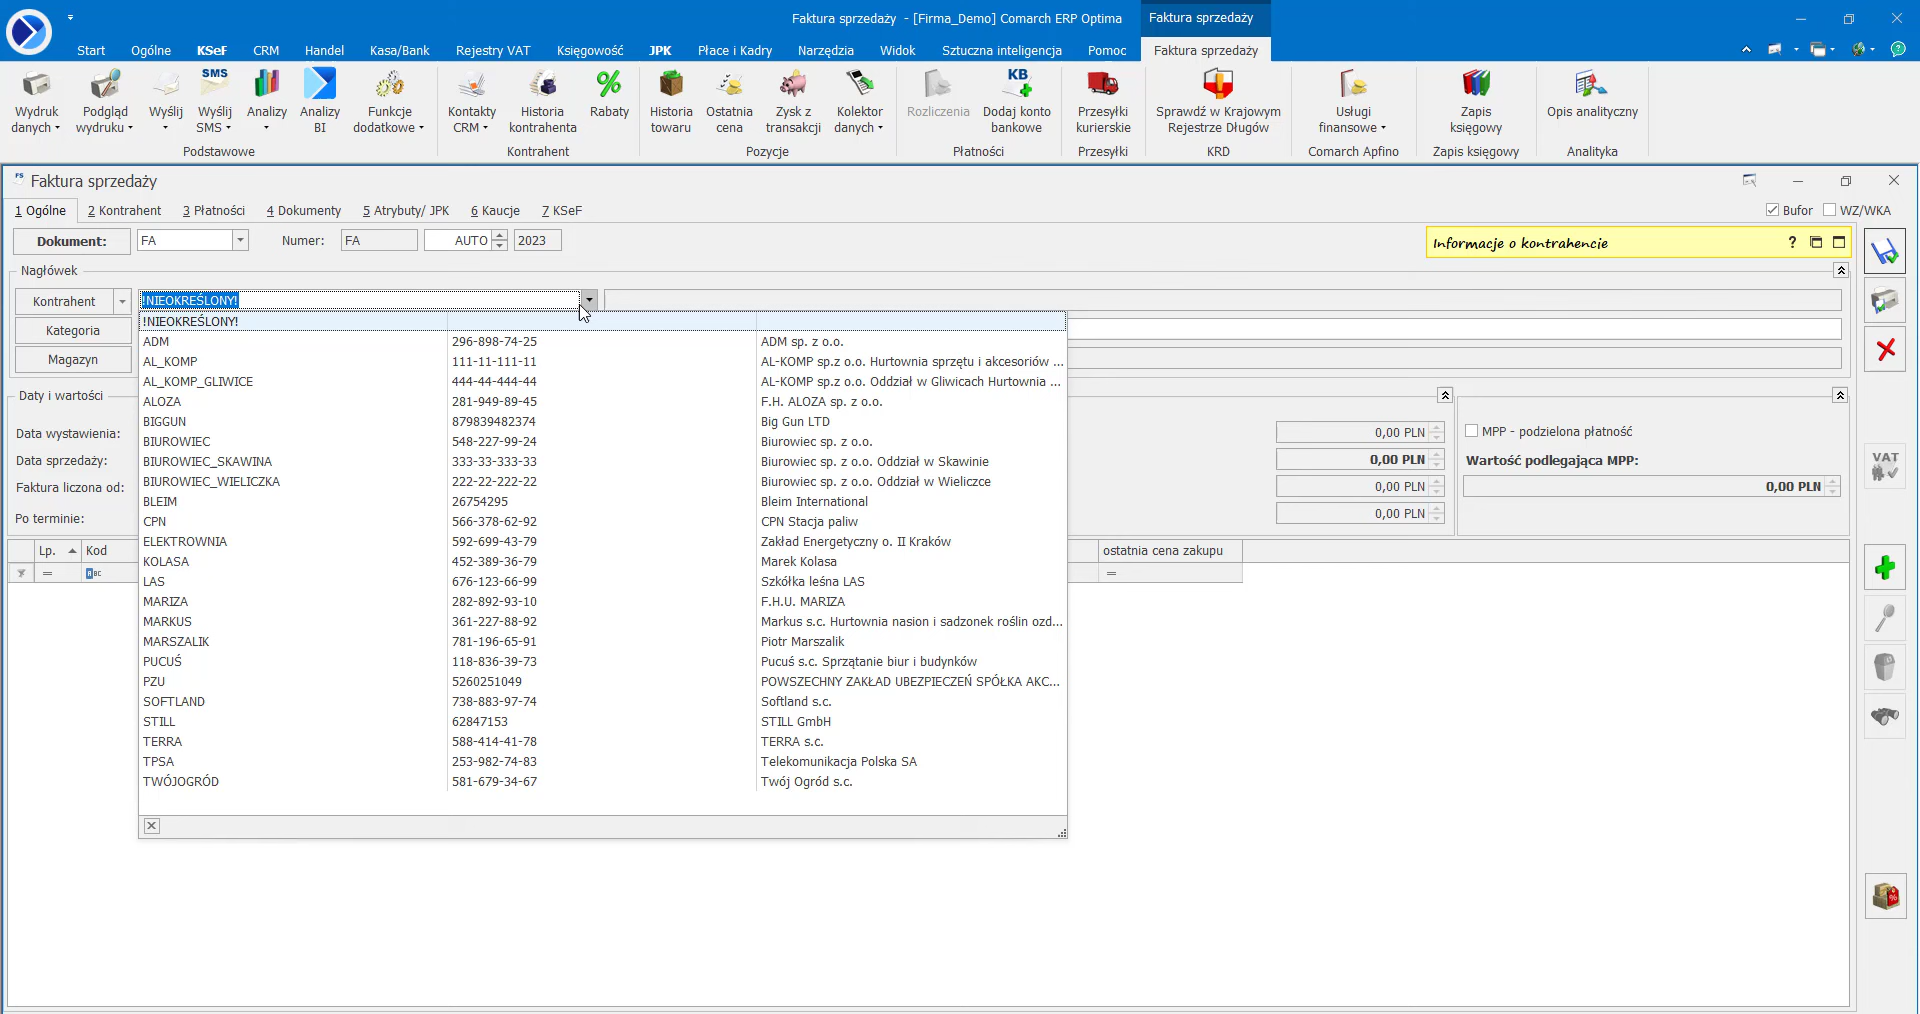 Faktura sprzedaży - [Firma_Demo] Comarch ERP Optima
Faktura sprzedaży
Start Ogólne KSeF CRM Handel Kasa/Bank Rejestry VAT Księgowość JPK Płace i Kadry Narzędzia Widok Sztuczna inteligencja Pomoc Faktura sprzedaży
SMS KB
Wydruk danych
Podgląd wydruku
Wyślij
Wyślij SMS
Analizy
Analizy BI
Funkcje dodatkowe
Kontakty CRM
Historia kontrahenta
Rabaty
Historia towaru
Ostatnia cena
Zysk z transakcji
Kolektor danych
Rozliczenia
Dodaj konto bankowe
Przesyłki kurierskie
Sprawdź w Krajowym Rejestrze Długów
Usługi finansowe
Zapis księgowy
Opis analityczny
Podstawowe Kontrahent Pozycje Płatności Przesyłki KRD Comarch Apfino Zapis księgowy Analityka
FS Faktura sprzedaży
1 Ogólne 2 Kontrahent 3 Płatności 4 Dokumenty 5 Atrybuty/ JPK 6 Kaucje 7 KSeF Bufor WZ/WKA
Dokument: FA Numer: FA AUTO 2023 Informacje o kontrahencie ?
Nagłówek
Kontrahent !NIEOKREŚLONY!
Kategoria
Magazyn
!NIEOKREŚLONY!
ADM 296-898-74-25 ADM sp. z o.o.
AL_KOMP 111-11-111-11 AL-KOMP sp.z o.o. Hurtownia sprzętu i akcesoriów ...
AL_KOMP_GLIWICE 444-44-444-44 AL-KOMP sp.z o.o. Oddział w Gliwicach Hurtownia ...
ALOZA 281-949-89-45 F.H. ALOZA sp. z o.o.
BIGGUN 879839482374 Big Gun LTD
BIUROWIEC 548-227-99-24 Biurowiec sp. z o.o.
BIUROWIEC_SKAWINA 333-33-333-33 Biurowiec sp. z o.o. Oddział w Skawinie
BIUROWIEC_WIELICZKA 222-22-222-22 Biurowiec sp. z o.o. Oddział w Wieliczce
BLEIM 26754295 Bleim International
CPN 566-378-62-92 CPN Stacja paliw
ELEKTROWNIA 592-699-43-79 Zakład Energetyczny o. II Kraków
KOLASA 452-389-36-79 Marek Kolasa
LAS 676-123-66-99 Szkółka leśna LAS
MARIZA 282-892-93-10 F.H.U. MARIZA
MARKUS 361-227-88-92 Markus s.c. Hurtownia nasion i sadzonek roślin ozd...
MARSZALIK 781-196-65-91 Piotr Marszalik
PUCUŚ 118-836-39-73 Pucuś s.c. Sprzątanie biur i budynków
PZU 5260251049 POWSZECHNY ZAKŁAD UBEZPIECZEŃ SPÓŁKA AKC...
SOFTLAND 738-883-97-74 Softland s.c.
STILL 62847153 STILL GmbH
TERRA 588-414-41-78 TERRA s.c.
TPSA 253-982-74-83 Telekomunikacja Polska SA
TWÓJOGRÓD 581-679-34-67 Twój Ogród s.c.
Daty i wartości
Data wystawienia: 0,00 PLN MPP - podzielona płatność
Data sprzedaży: 0,00 PLN Wartość podlegająca MPP:
Faktura liczona od: 0,00 PLN 0,00 PLN
Po terminie: 0,00 PLN
VAT
Lp. Kod ostatnia cena zakupu
= ABC =